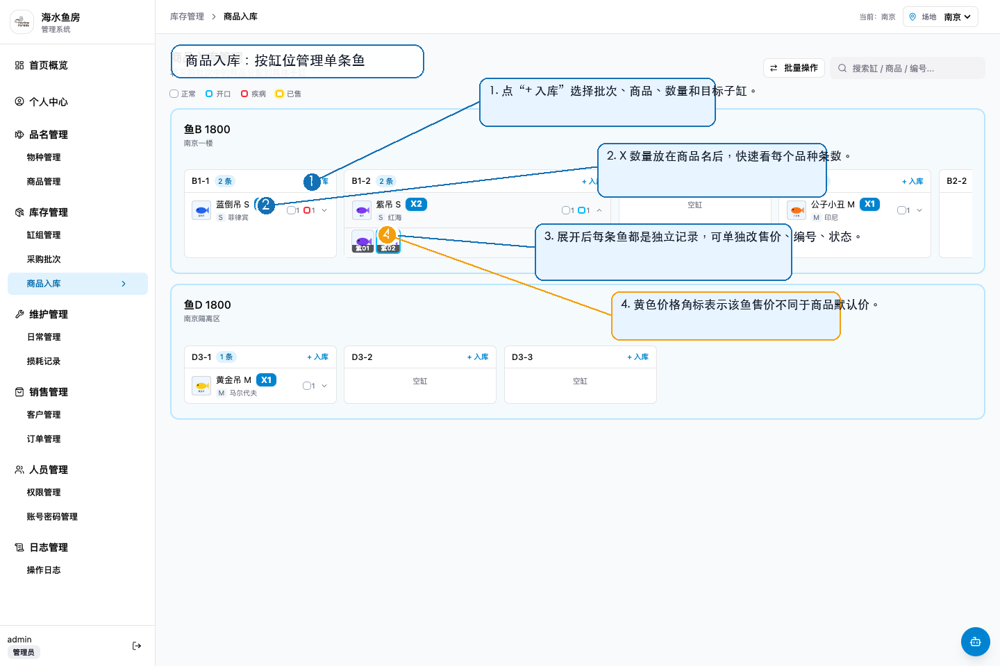 海水鱼房
管理系统
首页概览
个人中心
品名管理
物种管理
商品管理
库存管理
缸组管理
采购批次
商品入库
维护管理
日常管理
损耗记录
销售管理
客户管理
订单管理
人员管理
权限管理
账号密码管理
日志管理
操作日志
admin
管理员
库存管理 > 商品入库
当前：南京
场地 南京
商品入库：按缸位管理单条鱼
批量操作
搜索缸 / 商品 / 编号...
正常 开口 疾病 已售
1. 点“+ 入库”选择批次、商品、数量和目标子缸。
鱼B 1800
南京一楼
2. X 数量放在商品名后，快速看每个品种条数。
B1-1 2 条 1 库
蓝倒吊 S 2 1 1
S 菲律宾
B1-2 2 条 + 入
紫吊 S X2 1 1
S 红海
紫01 4 紫02
空缸
+ 入库
公子小丑 M X1 1
M 印尼
B2-2
3. 展开后每条鱼都是独立记录，可单独改售价、编号、状态。
4. 黄色价格角标表示该鱼售价不同于商品默认价。
鱼D 1800
南京隔离区
D3-1 1 条 + 入库
黄金吊 M X1 1
M 马尔代夫
D3-2 + 入库
空缸
D3-3 + 入库
空缸